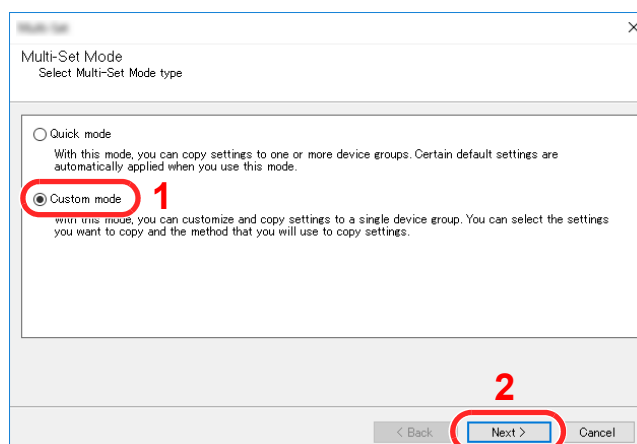 Multi-Set Mode
Select Multi-Set Mode type
Quick mode
With this mode, you can copy settings to one or more device groups. Certain default settings are
automatically applied when you use this mode.
Custom mode 1
With this mode, you can customize and copy settings to a single device group. You can select the settings
you want to copy and the method that you will use to copy settings.
2
< Back Next > Cancel